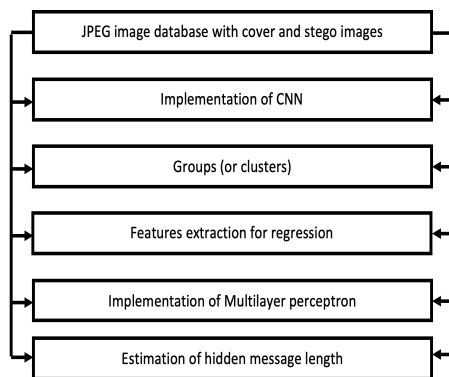 JPEG image database with cover and stego images
Implementation of CNN
Groups (or clusters)
Features extraction for regression
Implementation of Multilayer perceptron
Estimation of hidden message length